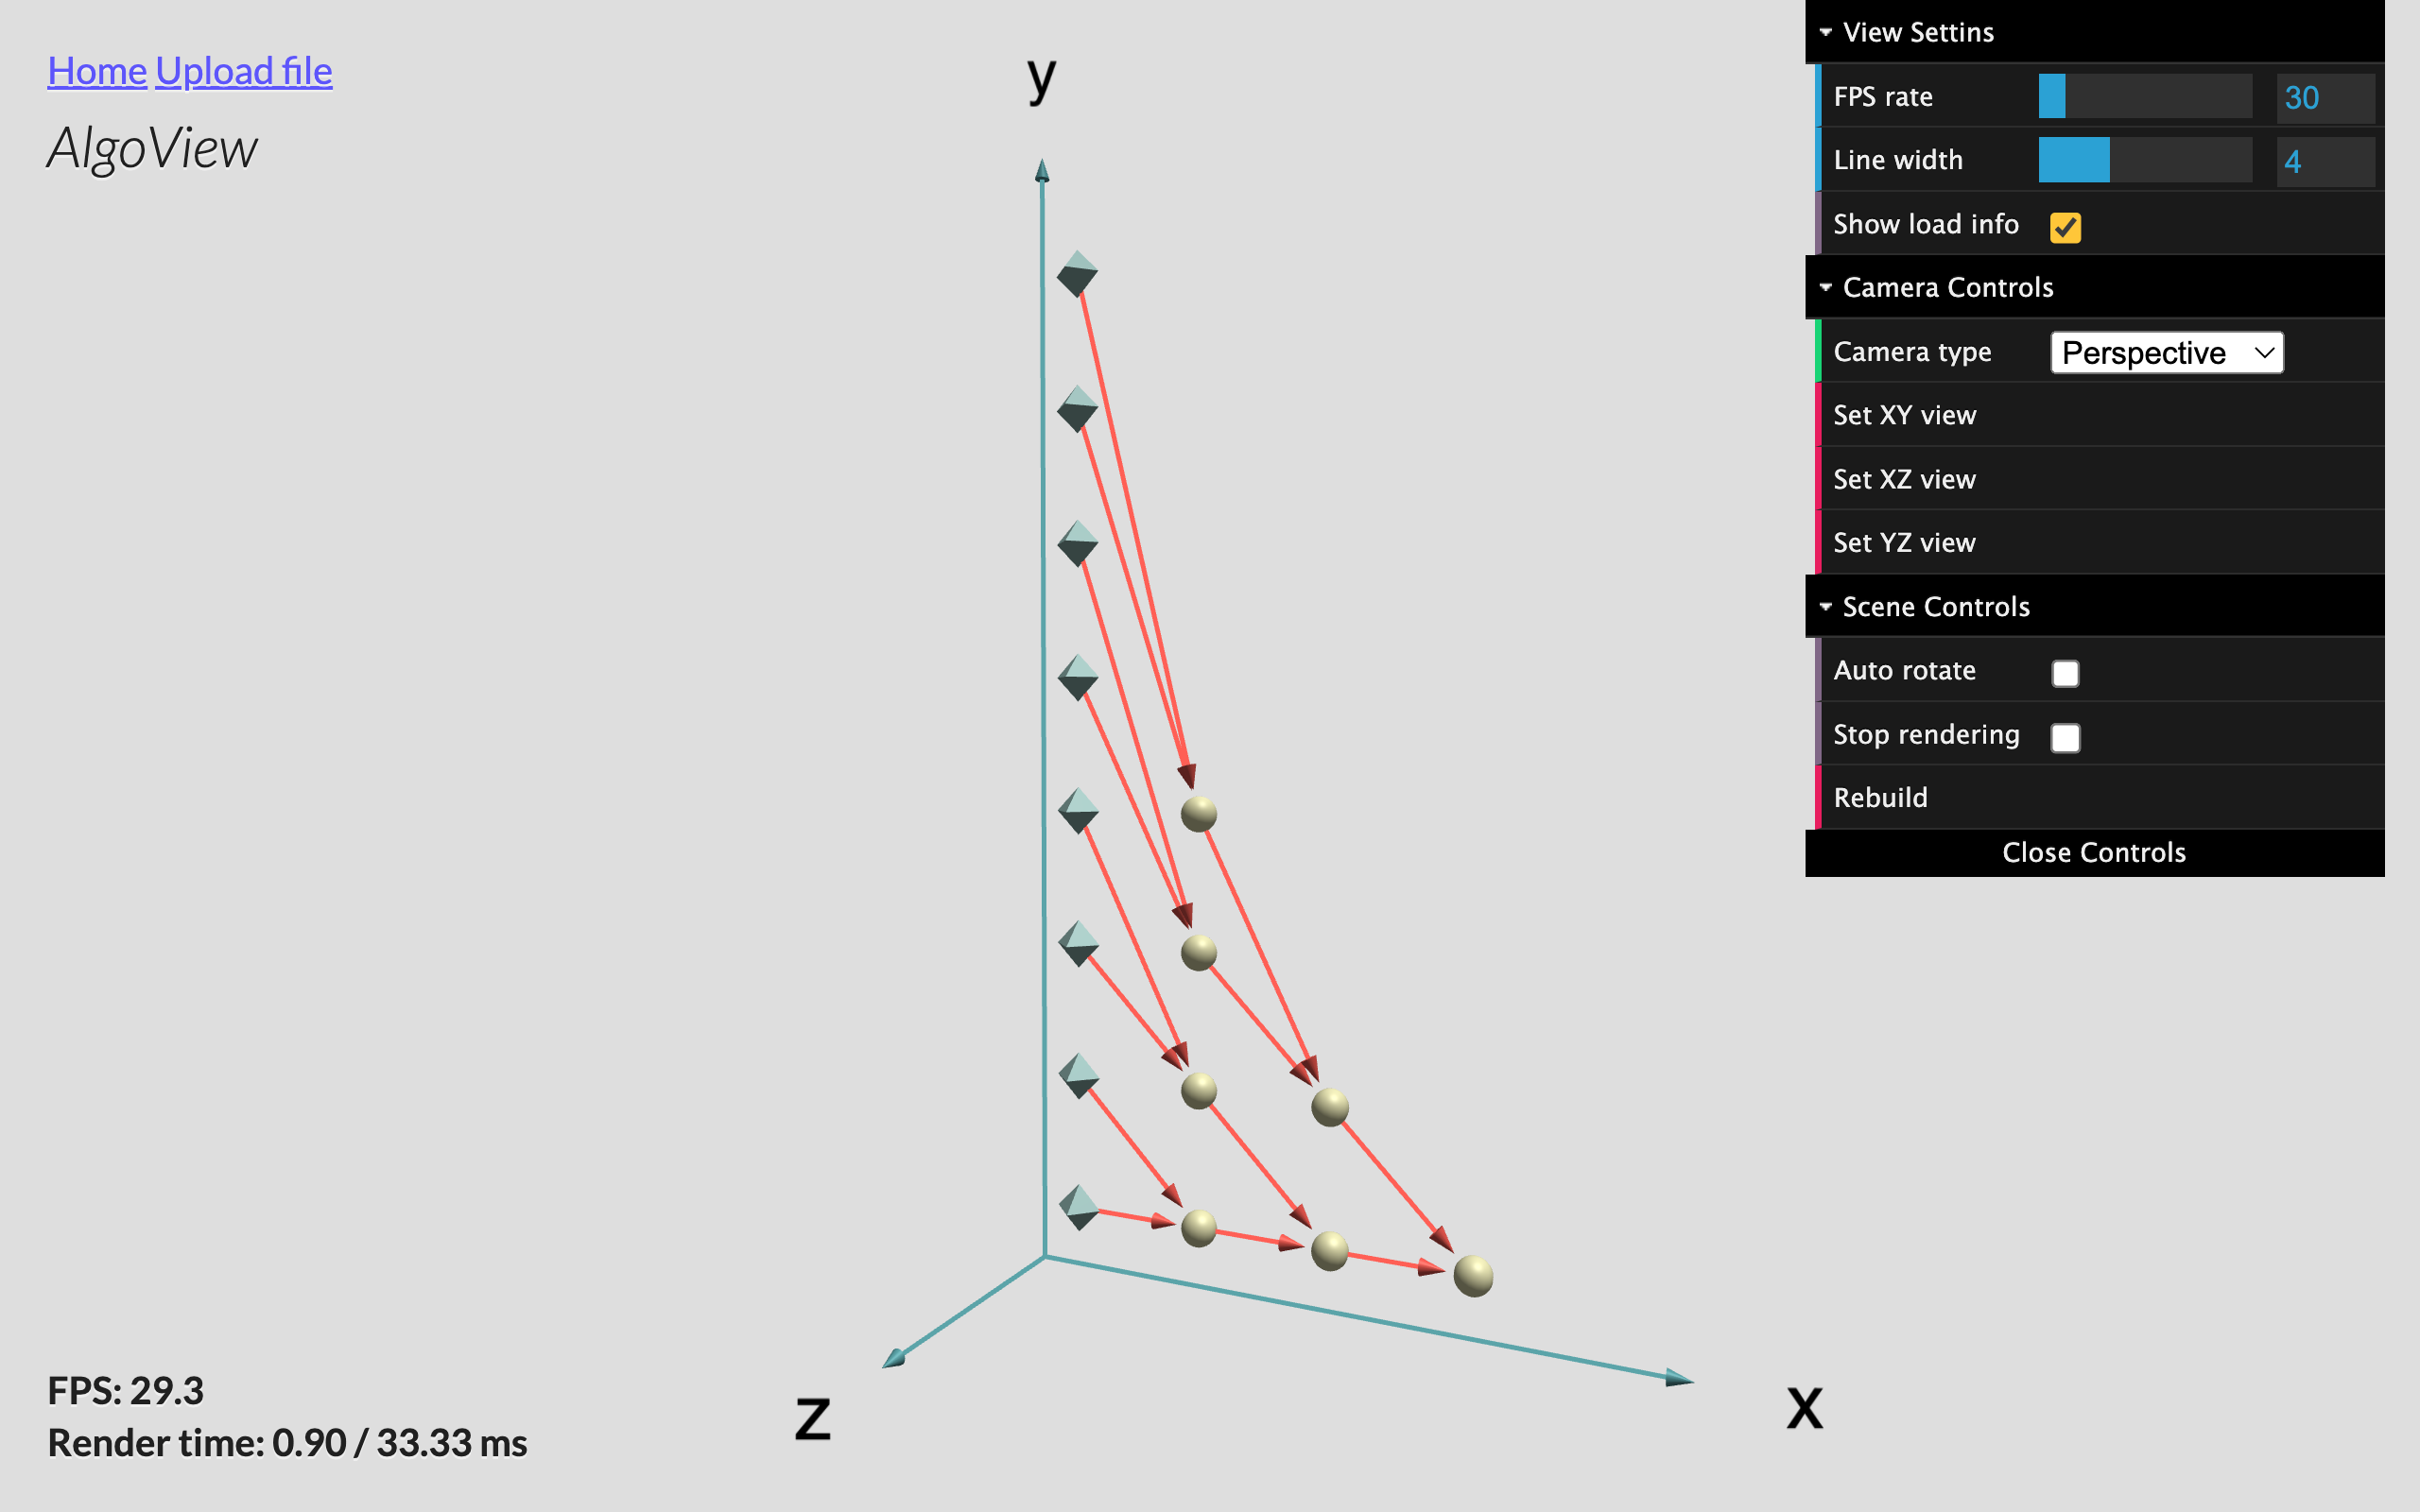 Home Upload file
AlgoView
y
z
x
FPS: 29.3
Render time: 0.90 / 33.33 ms
View Settins
FPS rate 30
Line width 4
Show load info
Camera Controls
Camera type Perspective
Set XY view
Set XZ view
Set YZ view
Scene Controls
Auto rotate
Stop rendering
Rebuild
Close Controls